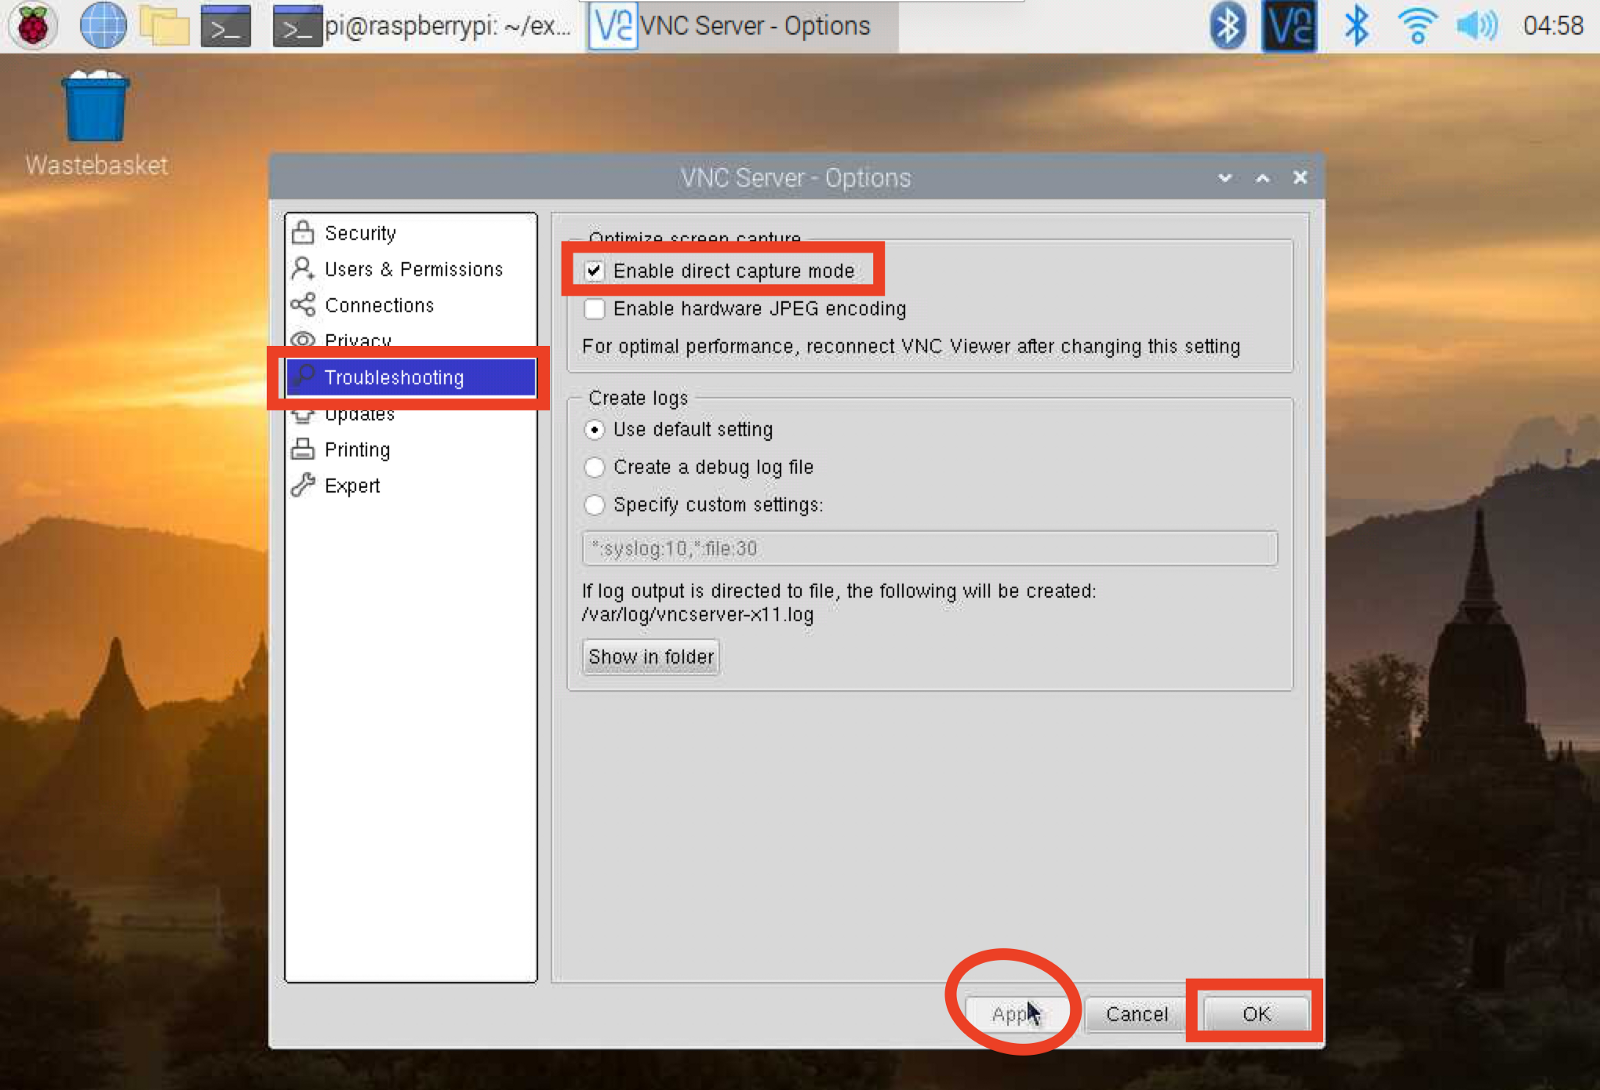 pi@raspberrypi: ~/ex...
VNC Server - Options
04:58
Wastebasket
VNC Server - Options
Security
Users & Permissions
Connections
Privacy
Troubleshooting
Updates
Printing
Expert
Optimize screen capture
Enable direct capture mode
Enable hardware JPEG encoding
For optimal performance, reconnect VNC Viewer after changing this setting
Create logs
Use default setting
Create a debug log file
Specify custom settings:
*:syslog:10,*:file:30
If log output is directed to file, the following will be created:
/var/log/vncserver-x11.log
Show in folder
App
Cancel
OK